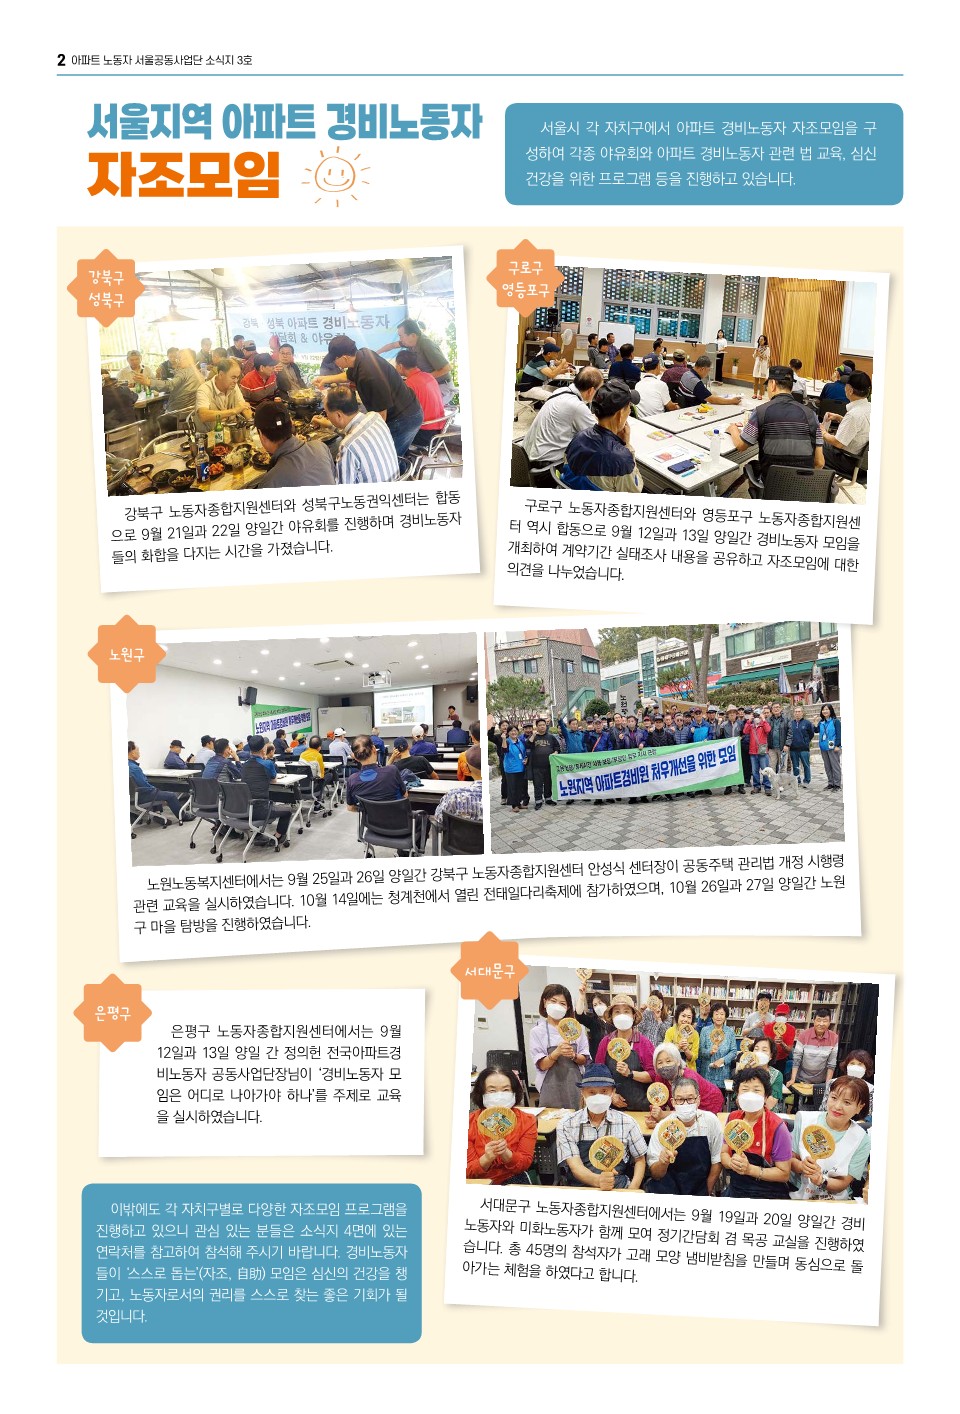 2 아파트 노동자 서울공동사업단 소식지 3호
서울지역 아파트 경비노동자
자조모임
서울시 각 자치구에서 아파트 경비노동자 자조모임을 구
성하여 각종 야유회와 아파트 경비노동자 관련 법 교육, 심신
건강을 위한 프로그램 등을 진행하고 있습니다.
강북구
성북구
강북 성북 아파트 경비노동자
간담회 & 야유회
강북구 노동자종합지원센터와 성북구노동권익센터는 합동
으로 9월 21일과 22일 양일간 야유회를 진행하며 경비노동자
들의 화합을 다지는 시간을 가졌습니다.
구로구
영등포구
구로구 노동자종합지원센터와 영등포구 노동자종합지원센
터 역시 합동으로 9월 12일과 13일 양일간 경비노동자 모임을
개최하여 계약기간 실태조사 내용을 공유하고 자조모임에 대한
의견을 나누었습니다.
노원구
노원지역 아파트경비원 처우개선을 위한 모임
노원노동복지센터에서는 9월 25일과 26일 양일간 강북구 노동자종합지원센터 안성식 센터장이 공동주택 관리법 개정 시행령
관련 교육을 실시하였습니다. 10월 14일에는 청계천에서 열린 전태일다리축제에 참가하였으며, 10월 26일과 27일 양일간 노원
구 마을 탐방을 진행하였습니다.
은평구
은평구 노동자종합지원센터에서는 9월
12일과 13일 양일 간 정의헌 전국아파트경
비노동자 공동사업단장님이 ‘경비노동자 모
임은 어디로 나아가야 하나’를 주제로 교육
을 실시하였습니다.
서대문구
서대문구 노동자종합지원센터에서는 9월 19일과 20일 양일간 경비
노동자와 미화노동자가 함께 모여 정기간담회 겸 목공 교실을 진행하였
습니다. 총 45명의 참석자가 고래 모양 냄비받침을 만들며 동심으로 돌
아가는 체험을 하였다고 합니다.
이밖에도 각 자치구별로 다양한 자조모임 프로그램을
진행하고 있으니 관심 있는 분들은 소식지 4면에 있는
연락처를 참고하여 참석해 주시기 바랍니다. 경비노동자
들이 ‘스스로 돕는’(자조, 自助) 모임은 심신의 건강을 챙
기고, 노동자로서의 권리를 스스로 찾는 좋은 기회가 될
것입니다.